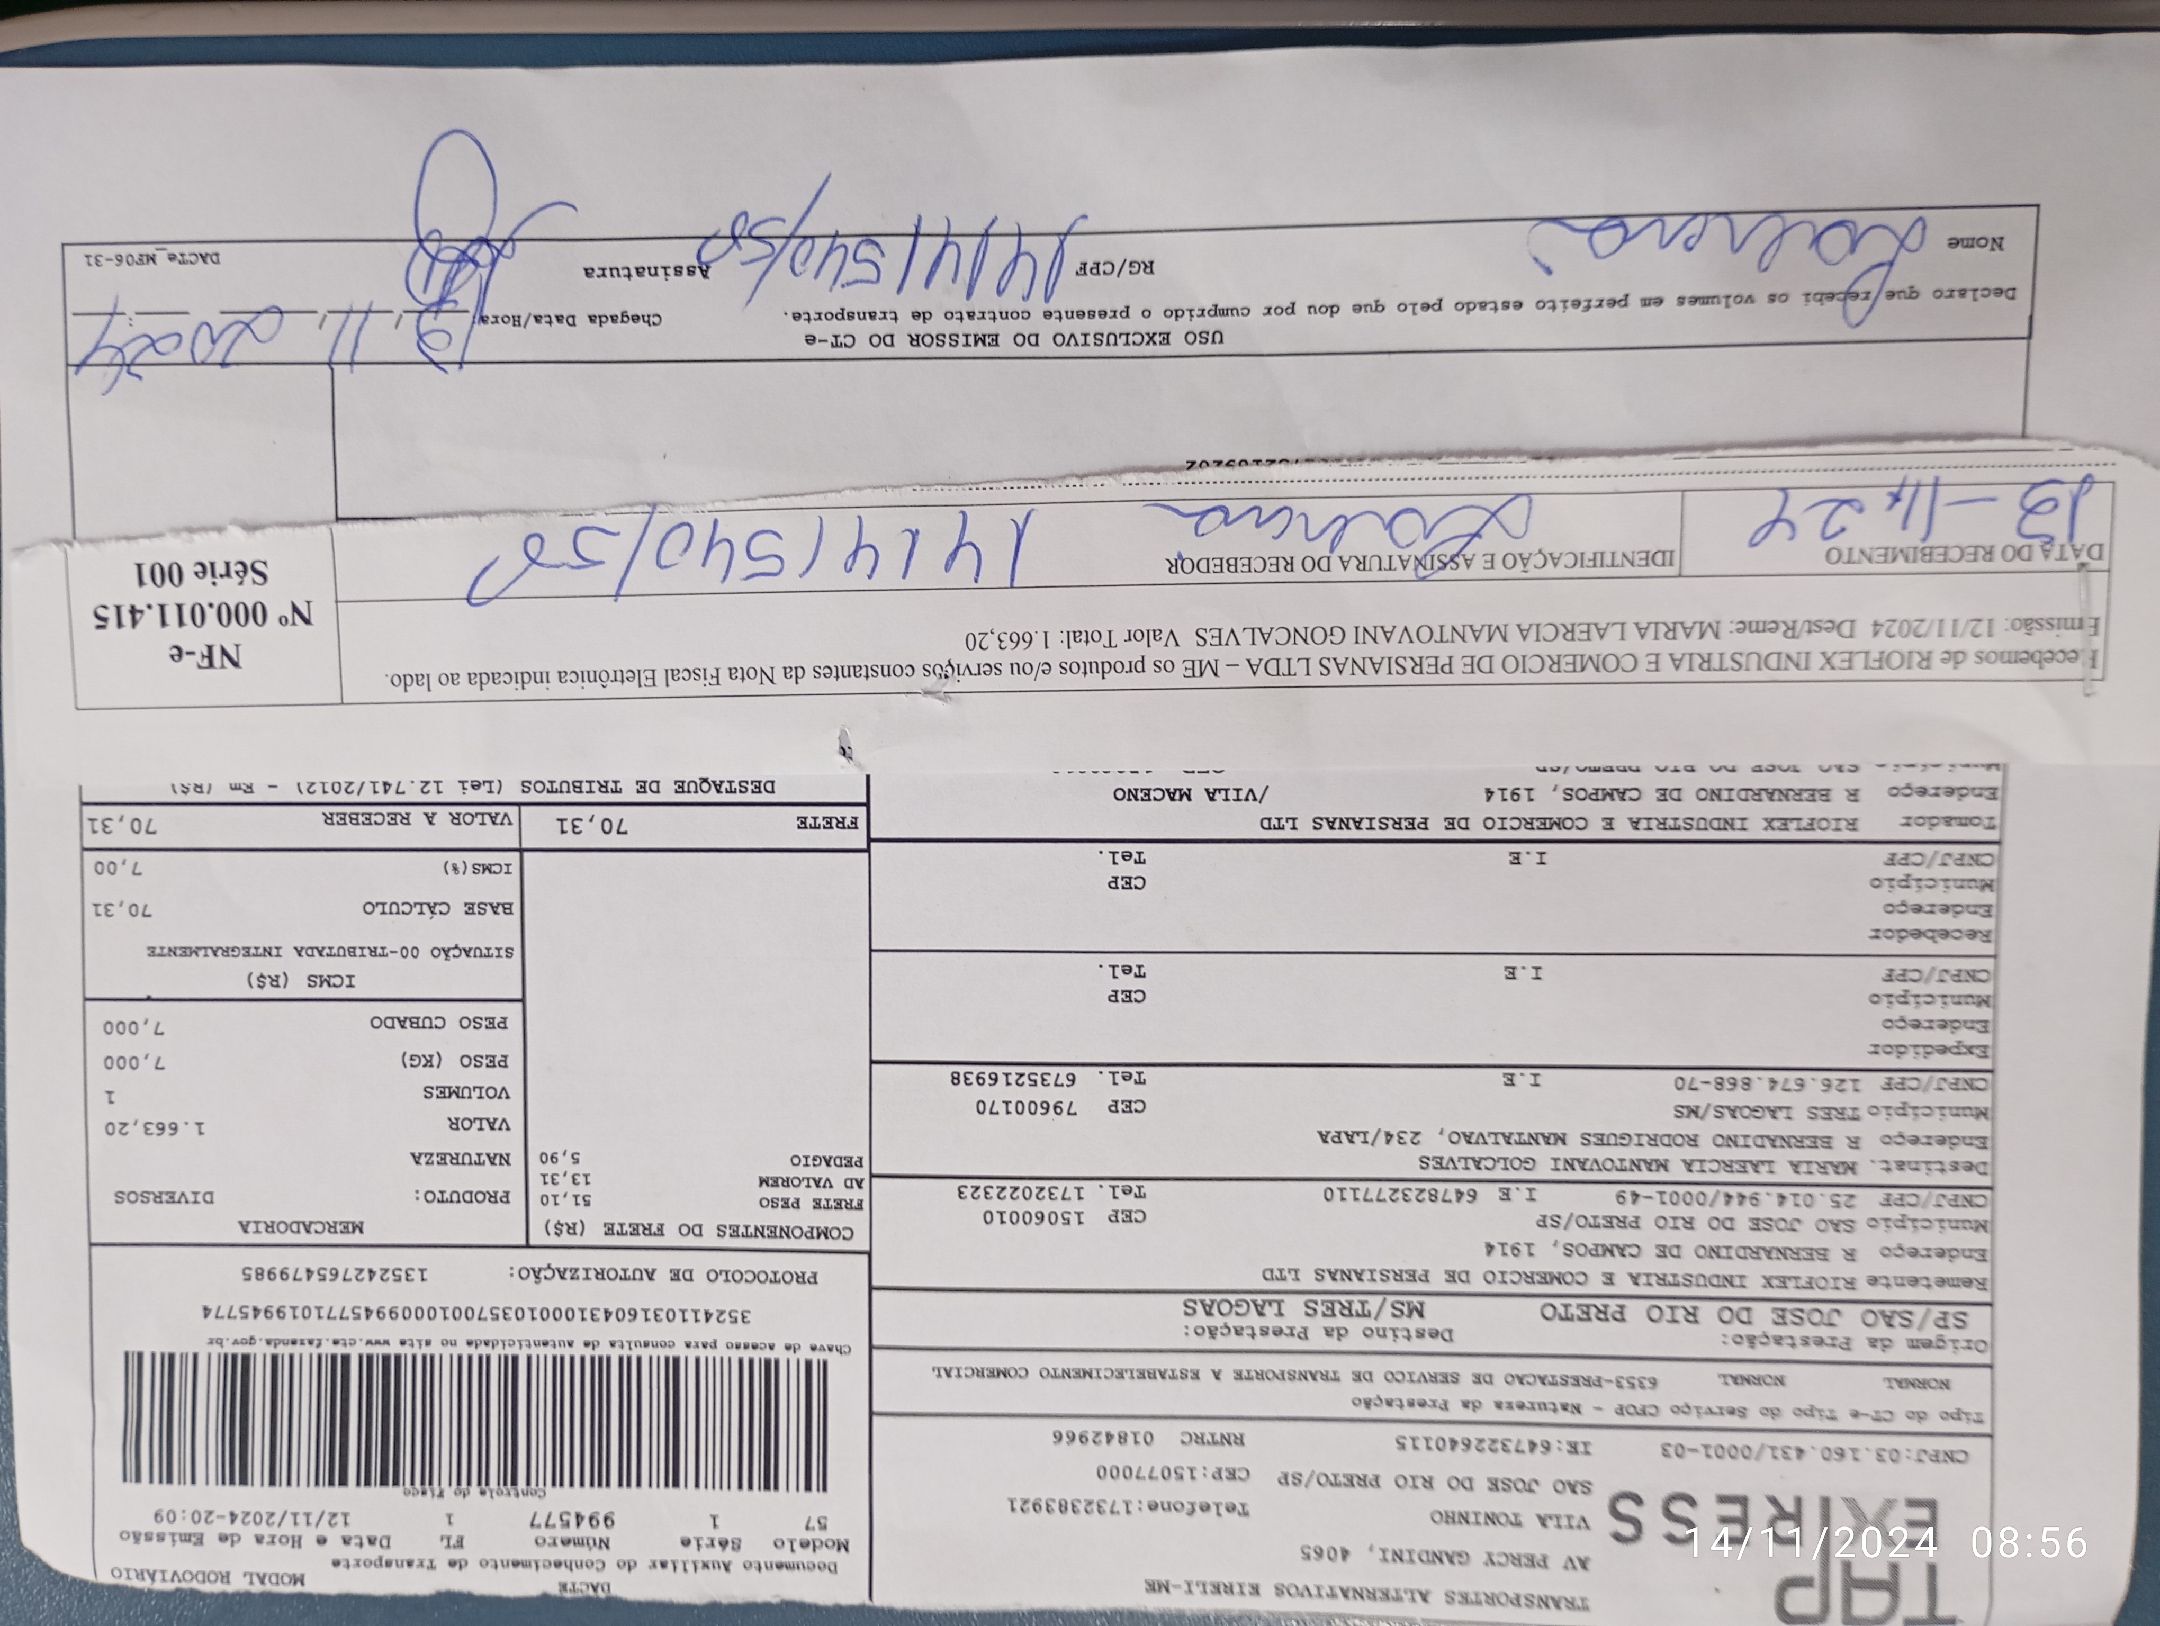 TAP
EXPRESS
TRANSPORTES ALTERNATIVOS EIRELI-ME
AV PERCY GANDINI, 4065
VILA TONINHO Telefone:1732383921
SAO JOSE DO RIO PRETO/SP CEP:15077000
CNPJ:03.160.431/0001-03 IE:647322640115 RNTRC 01842966
Tipo do CT-e Tipo do Serviço CFOP - Natureza da Prestação
NORMAL NORMAL 6353-PRESTACAO DE SERVICO DE TRANSPORTE A ESTABELECIMENTO COMERCIAL
Origem da Prestação: Destino da Prestação:
SP/SAO JOSE DO RIO PRETO MS/TRES LAGOAS
Remetente RIOFLEX INDUSTRIA E COMERCIO DE PERSIANAS LTD
Endereço R BERNARDINO DE CAMPOS, 1914
Município SAO JOSE DO RIO PRETO/SP CEP 15060010
CNPJ/CPF 25.014.944/0001-49 I.E 647823277110 Tel. 1732022323
Destinat. MARIA LAERCIA MANTOVANI GOLCALVES
Endereço R BERNADINO RODRIGUES MANTALVAO, 234/LAPA
Município TRES LAGOAS/MS CEP 79600170
CNPJ/CPF 126.674.868-70 I.E Tel. 6735216938
Expedidor
Endereço
Município CEP
CNPJ/CPF I.E Tel.
Recebedor
Endereço
Município CEP
CNPJ/CPF I.E Tel.
Tomador RIOFLEX INDUSTRIA E COMERCIO DE PERSIANAS LTD
Endereço R BERNARDINO DE CAMPOS, 1914 /VILA MACENO
Município SAO JOSE DO RIO PRETO/SP
DACTE MODAL RODOVIÁRIO
Documento Auxiliar do Conhecimento de Transporte
Modelo Série Número FL Data e Hora de Emissão
57 1 994577 1 12/11/2024-20:09
Controle do Fisco
Chave de acesso para consulta de autenticidade no site www.cte.fazenda.gov.br
35241103160431000103570010009945771019945774
PROTOCOLO DE AUTORIZAÇÃO: 135242765479985
COMPONENTES DO FRETE (R$)
FRETE PESO 51,10
AD VALOREM 13,31
PEDAGIO 5,90
MERCADORIA
PRODUTO: DIVERSOS
NATUREZA
VALOR 1.663,20
VOLUMES 1
PESO (KG) 7,000
PESO CUBADO 7,000
ICMS (R$)
SITUAÇÃO 00-TRIBUTADA INTEGRALMENTE
BASE CÁLCULO 70,31
ICMS(%) 7,00
FRETE 70,31 VALOR A RECEBER 70,31
DESTAQUE DE TRIBUTOS (Lei 12.741/2012) - Em (R$)
Recebemos de RIOFLEX INDUSTRIA E COMERCIO DE PERSIANAS LTDA – ME os produtos e/ou serviços constantes da Nota Fiscal Eletrônica indicada ao lado.
Emissão: 12/11/2024 Dest/Reme: MARIA LAERCIA MANTOVANI GONCALVES Valor Total: 1.663,20
DATA DO RECEBIMENTO
13-11-24
IDENTIFICAÇÃO E ASSINATURA DO RECEBEDOR
14141540/50
NF-e
Nº 000.011.415
Série 001
USO EXCLUSIVO DO EMISSOR DO CT-e
Declaro que recebi os volumes em perfeito estado pelo que dou por cumprido o presente contrato de transporte.
Chegada Data/Hora: 13/11/2024
Nome
RG/CPF 14141540/50
Assinatura
DACTe_MP06-31
14/11/2024 08:56